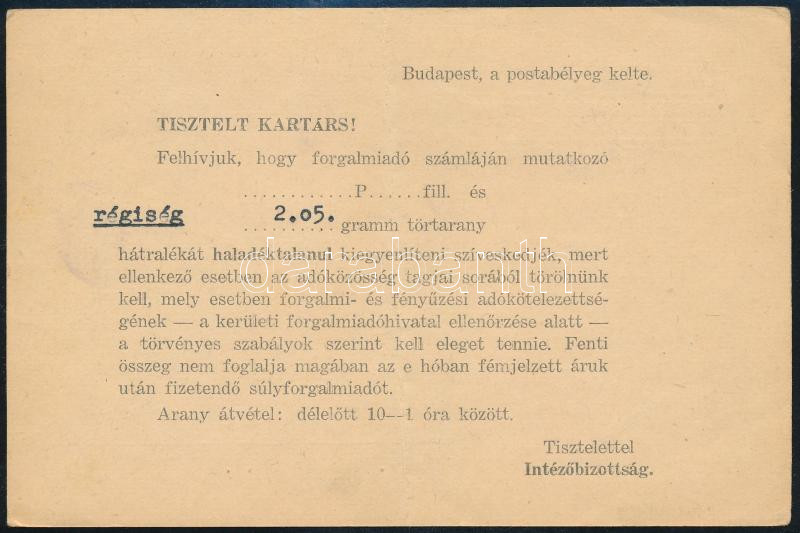 Budapest, a postabélyeg kelte.
TISZTELT KARTÁRS!
Felhívjuk, hogy forgalmiadó számláján mutatkozó
............P......fill. és
régiség 2.05. gramm törtarany
hátralékát haladéktalanul kiegyenlíteni szíveskedjék, mert
ellenkező esetben az adóközösség tagjai sorából törölnünk
kell, mely esetben forgalmi- és fényűzési adókötelezettsé-
gének — a kerületi forgalmiadóhivatal ellenőrzése alatt —
a törvényes szabályok szerint kell eleget tennie. Fenti
összeg nem foglalja magában az e hóban fémjelzett áruk
után fizetendő súlyforgalmiadót.
Arany átvétel: délelőtt 10—1 óra között.
Tisztelettel
Intézőbizottság.
darabanth